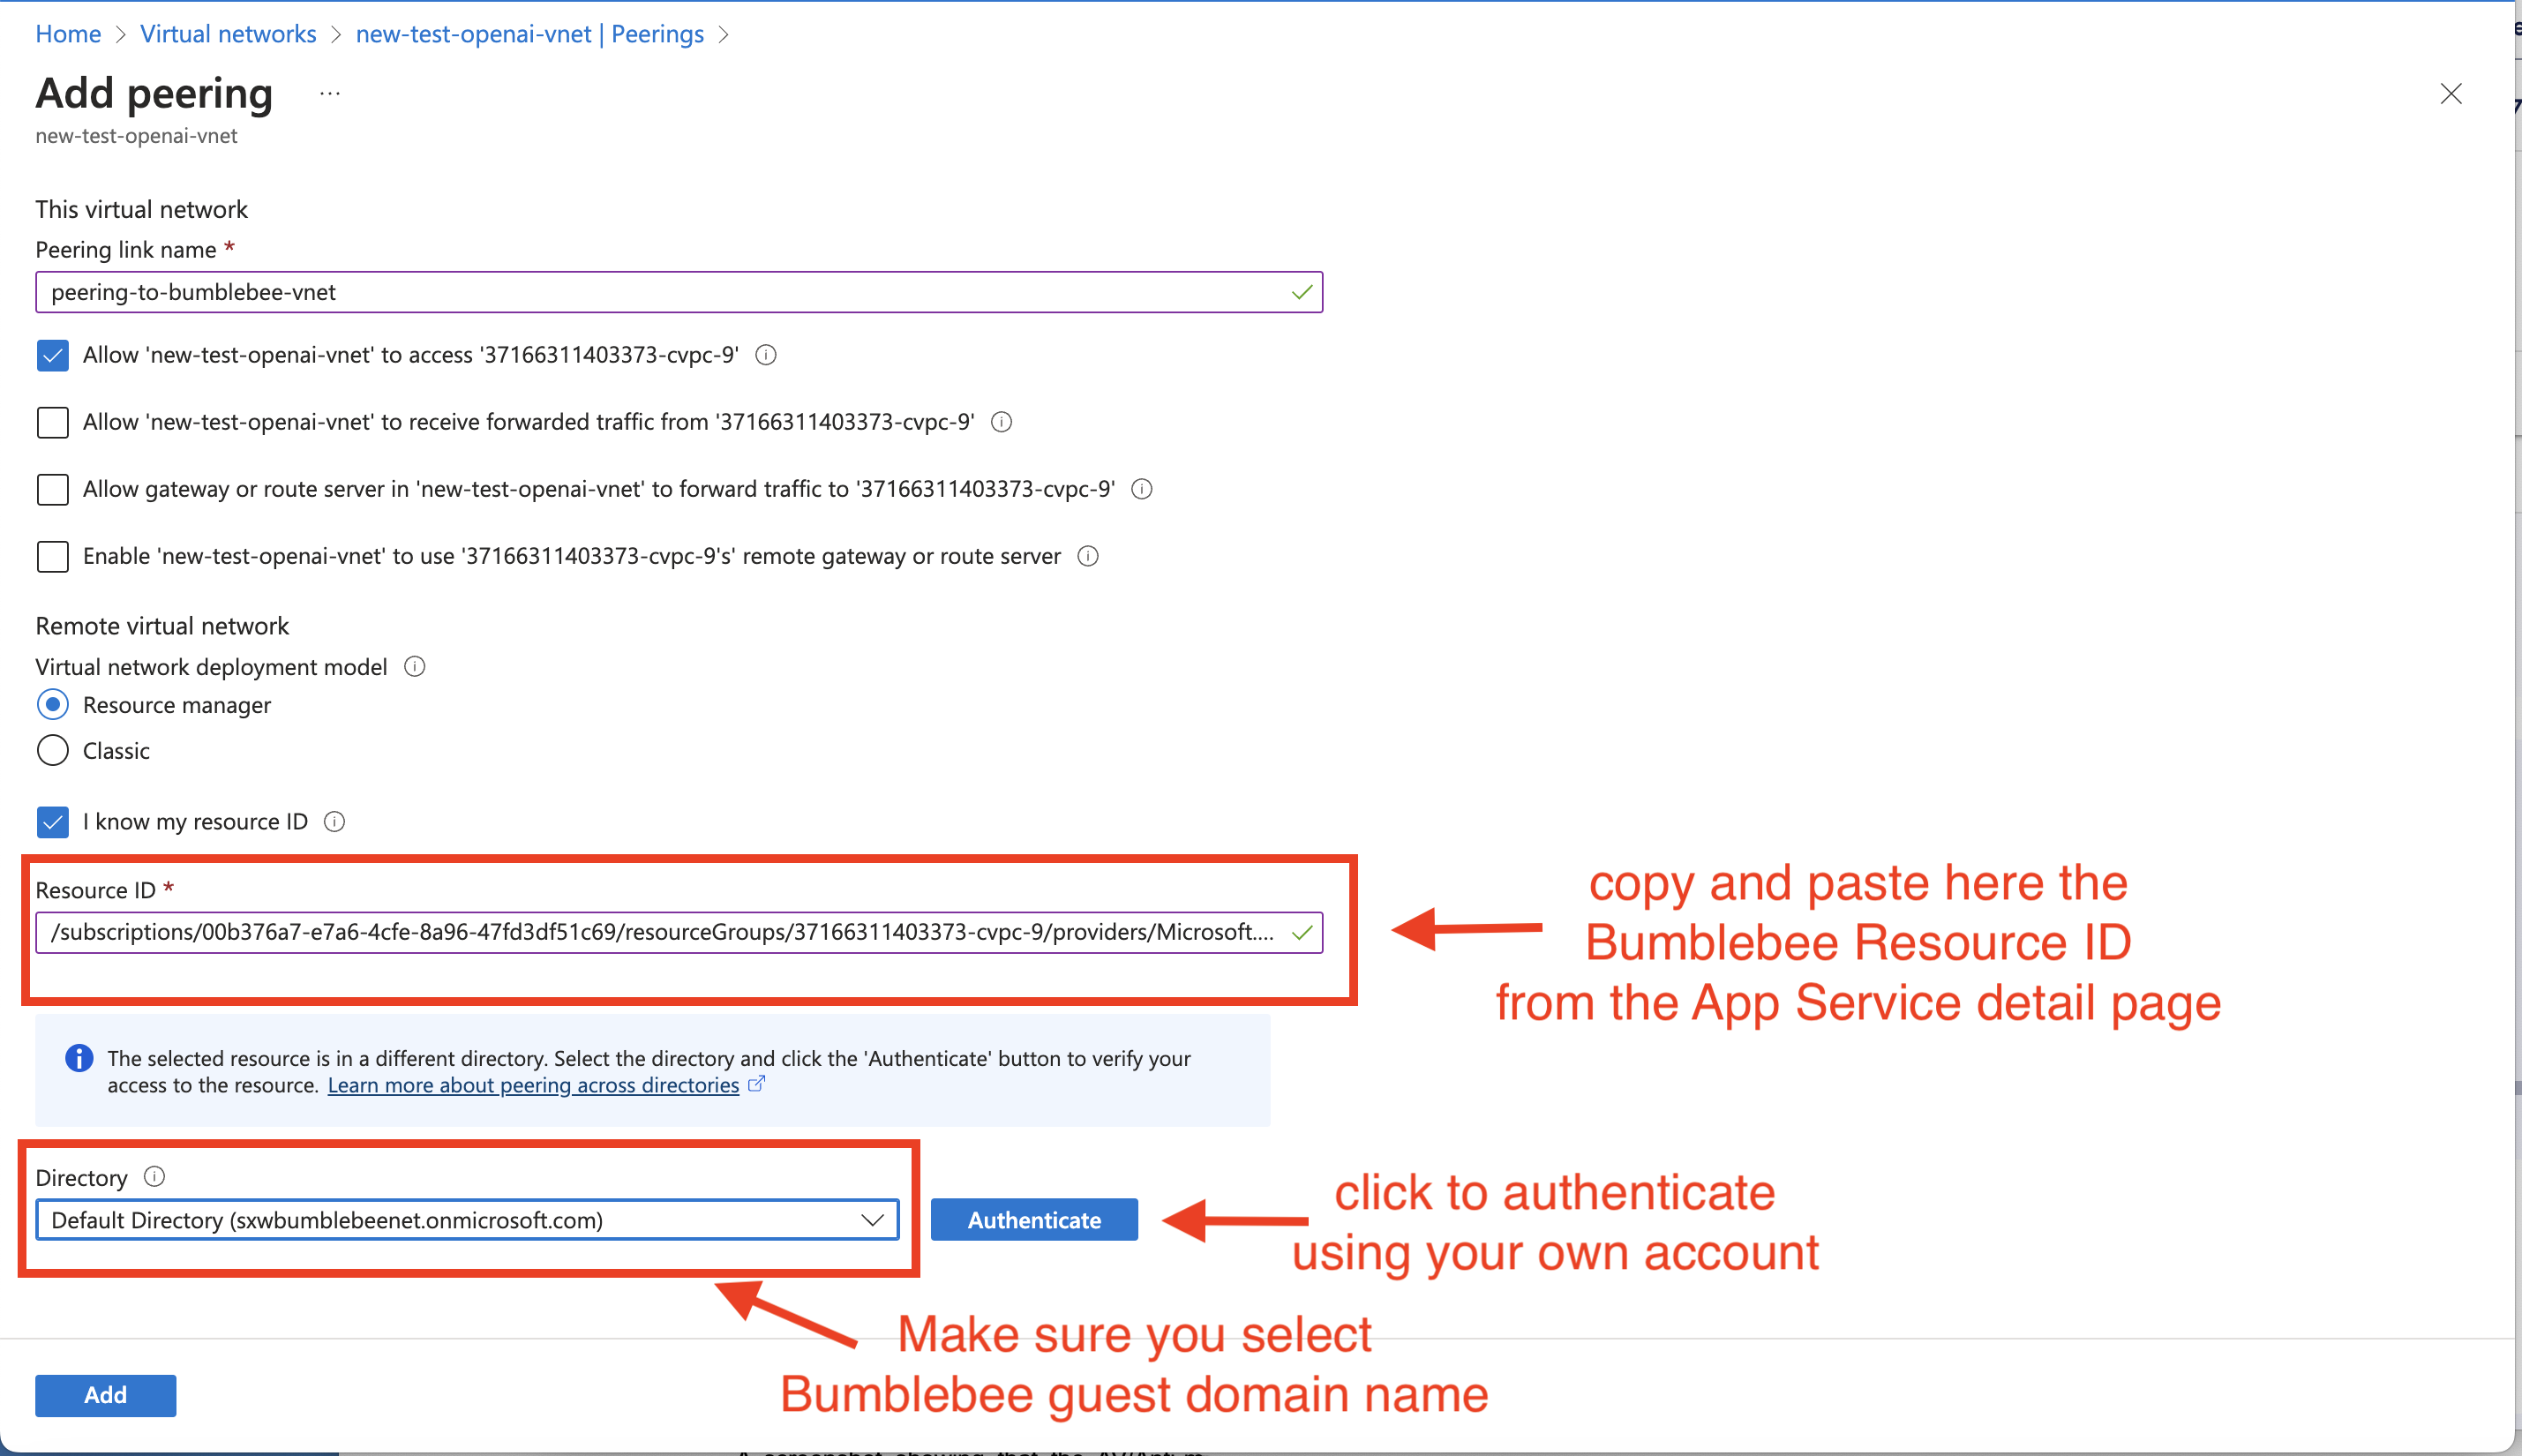 Home > Virtual networks > new-test-openai-vnet | Peerings >
Add peering ...
new-test-openai-vnet
This virtual network
Peering link name *
peering-to-bumblebee-vnet
Allow 'new-test-openai-vnet' to access '37166311403373-cvpc-9'
Allow 'new-test-openai-vnet' to receive forwarded traffic from '37166311403373-cvpc-9'
Allow gateway or route server in 'new-test-openai-vnet' to forward traffic to '37166311403373-cvpc-9'
Enable 'new-test-openai-vnet' to use '37166311403373-cvpc-9's' remote gateway or route server
Remote virtual network
Virtual network deployment model
Resource manager
Classic
I know my resource ID
Resource ID *
/subscriptions/00b376a7-e7a6-4cfe-8a96-47fd3df51c69/resourceGroups/37166311403373-cvpc-9/providers/Microsoft....
copy and paste here the
Bumblebee Resource ID
from the App Service detail page
The selected resource is in a different directory. Select the directory and click the 'Authenticate' button to verify your
access to the resource. Learn more about peering across directories
Directory
Default Directory (sxwbumblebeenet.onmicrosoft.com)
Authenticate
click to authenticate
using your own account
Make sure you select
Bumblebee guest domain name
Add